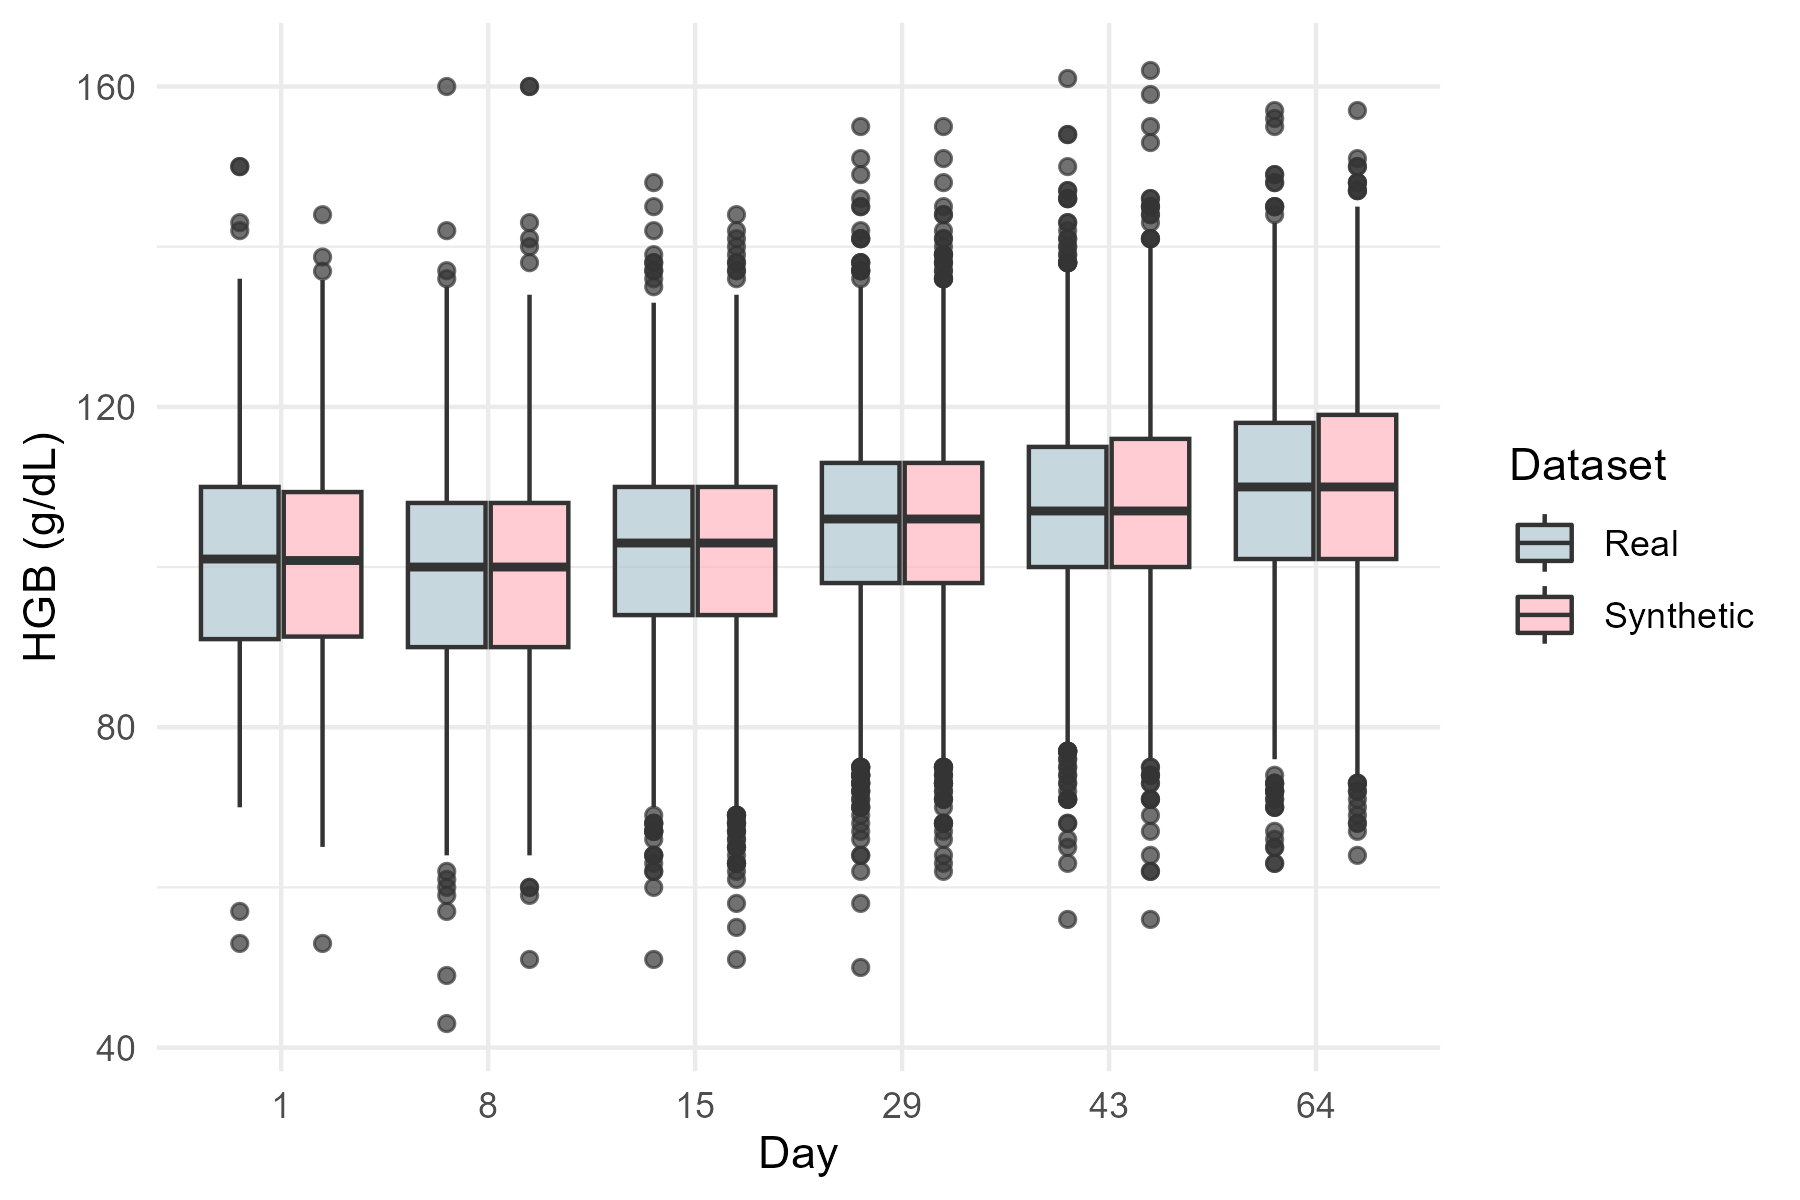 160
120
80
40
HGB (g/dL)
1 8 15 29 43 64
Day
Dataset
Real
Synthetic